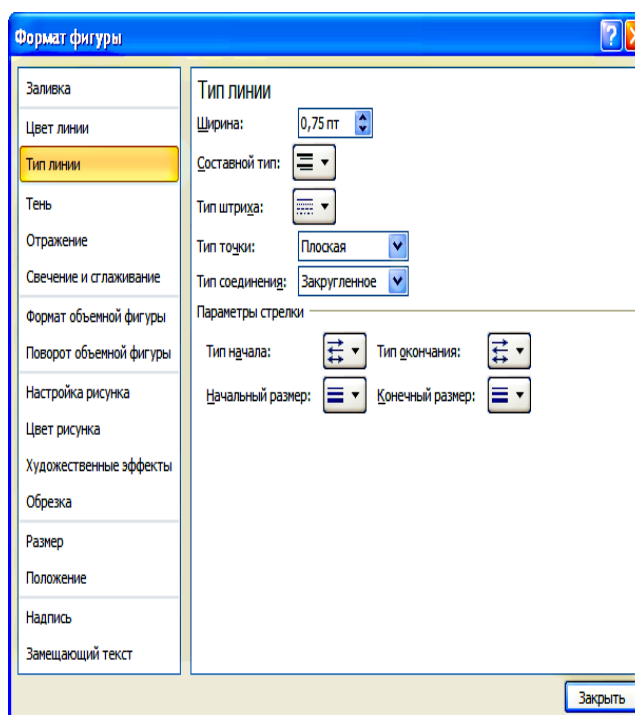 Формат фигуры
Заливка
Цвет линии
Тип линии
Тень
Отражение
Свечение и сглаживание
Формат объемной фигуры
Поворот объемной фигуры
Настройка рисунка
Цвет рисунка
Художественные эффекты
Обрезка
Размер
Положение
Надпись
Замещающий текст
Тип линии
Ширина: 0,75 пт
Составной тип:
Тип штриха:
Тип точки: Плоская
Тип соединения: Закругленное
Параметры стрелки
Тип начала: Тип окончания:
Начальный размер: Конечный размер:
Закрыть